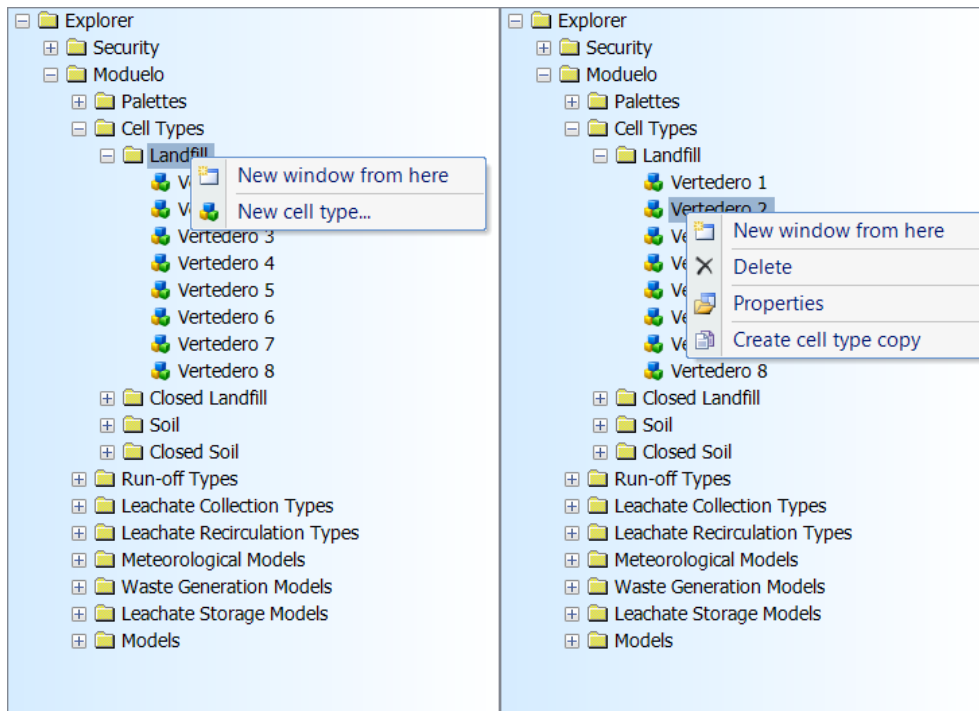 Explorer
Security
Moduelo
Palettes
Cell Types
Landfill
New window from here
New cell type...
Vertedero 3
Vertedero 4
Vertedero 5
Vertedero 6
Vertedero 7
Vertedero 8
Closed Landfill
Soil
Closed Soil
Run-off Types
Leachate Collection Types
Leachate Recirculation Types
Meteorological Models
Waste Generation Models
Leachate Storage Models
Models
Explorer
Security
Moduelo
Palettes
Cell Types
Landfill
Vertedero 1
Vertedero 2
New window from here
Delete
Properties
Create cell type copy
Vertedero 8
Closed Landfill
Soil
Closed Soil
Run-off Types
Leachate Collection Types
Leachate Recirculation Types
Meteorological Models
Waste Generation Models
Leachate Storage Models
Models